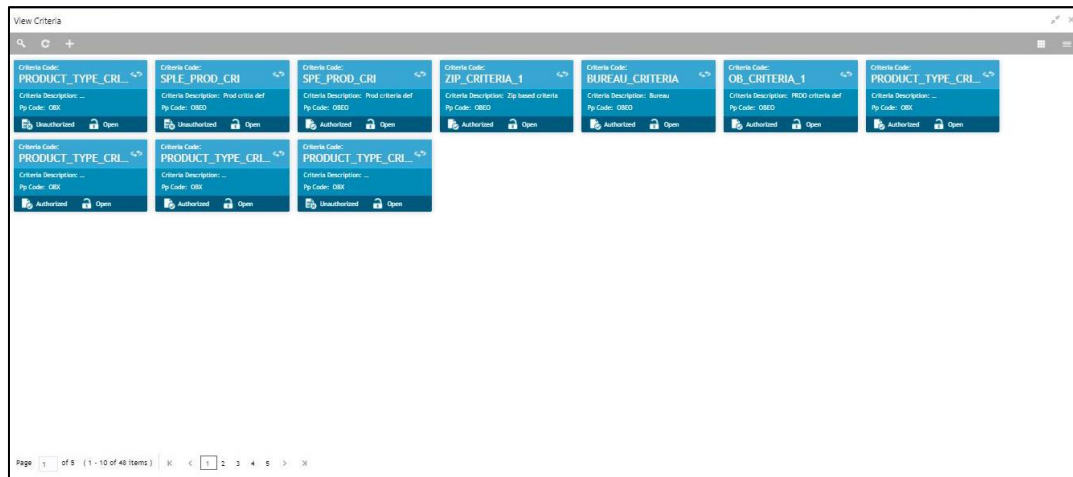 View Criteria
Criteria Code:
PRODUCT_TYPE_CRI...
Criteria Description: ...
Pp Code: OBX
Unauthorized Open
Criteria Code:
SPLE_PROD_CRI
Criteria Description: Prod critia def
Pp Code: OBEO
Unauthorized Open
Criteria Code:
SPE_PROD_CRI
Criteria Description: Prod criteria def
Pp Code: OBEO
Authorized Open
Criteria Code:
ZIP_CRITERIA_1
Criteria Description: Zip based criteria
Pp Code: OBEO
Authorized Open
Criteria Code:
BUREAU_CRITERIA
Criteria Description: Bureau
Pp Code: OBEO
Authorized Open
Criteria Code:
OB_CRITERIA_1
Criteria Description: PRDO criteria def
Pp Code: OBEO
Authorized Open
Criteria Code:
PRODUCT_TYPE_CRI...
Criteria Description: ...
Pp Code: OBX
Authorized Open
Criteria Code:
PRODUCT_TYPE_CRI...
Criteria Description: ...
Pp Code: OBX
Authorized Open
Criteria Code:
PRODUCT_TYPE_CRI...
Criteria Description: ...
Pp Code: OBX
Authorized Open
Criteria Code:
PRODUCT_TYPE_CRI...
Criteria Description: ...
Pp Code: OBX
Unauthorized Open
Page 1 of 5 (1 - 10 of 48 items) 1 2 3 4 5